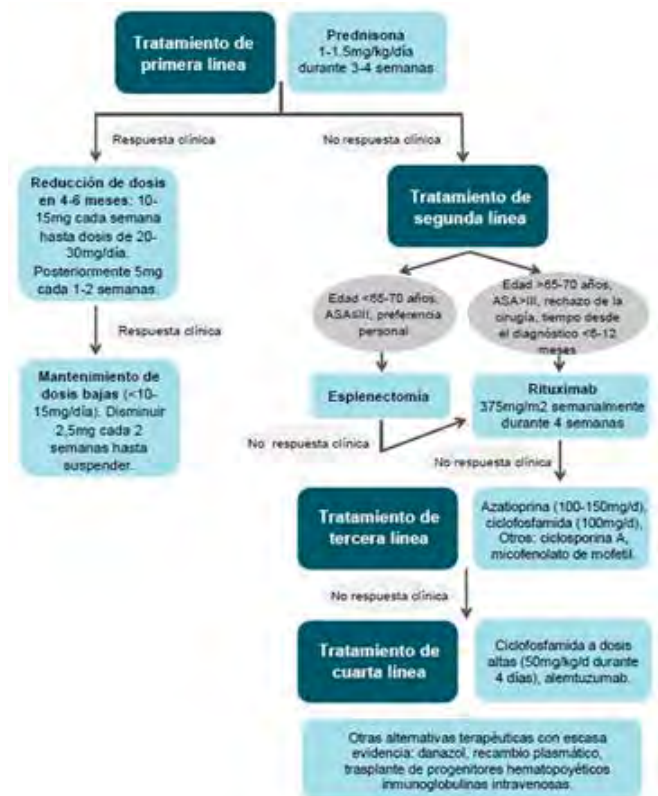 Tratamiento de
primera línea
Prednisona
1-1.5mg/kg/día
durante 3-4 semanas
Respuesta clínica
No respuesta clínica
Reducción de dosis
en 4-6 meses: 10-
15mg cada semana
hasta dosis de 20-
30mg/día.
Posteriormente 5mg
cada 1-2 semanas.
Tratamiento de
segunda línea
Edad <65-70 años,
ASA≤III, preferencia
personal
Edad >65-70 años,
ASA>III, rechazo de la
cirugía, tiempo desde
el diagnóstico <6-12
meses
Respuesta clínica
Mantenimiento de
dosis bajas (<10-
15mg/día). Disminuir
2,5mg cada 2
semanas hasta
suspender.
Esplenectomía
Rituximab
375mg/m2 semanalmente
durante 4 semanas
No respuesta clínica
No respuesta clínica
Tratamiento de
tercera línea
Azatioprina (100-150mg/d),
ciclofosfamida (100mg/d),
Otros: ciclosporina A,
micofenolato de mofetil.
No respuesta clínica
Tratamiento de
cuarta línea
Ciclofosfamida a dosis
altas (50mg/kg/d durante
4 días), alemtuzumab.
Otras alternativas terapéuticas con escasa
evidencia: danazol, recambio plasmático,
trasplante de progenitores hematopoyéticos
inmunoglobulinas intravenosas.